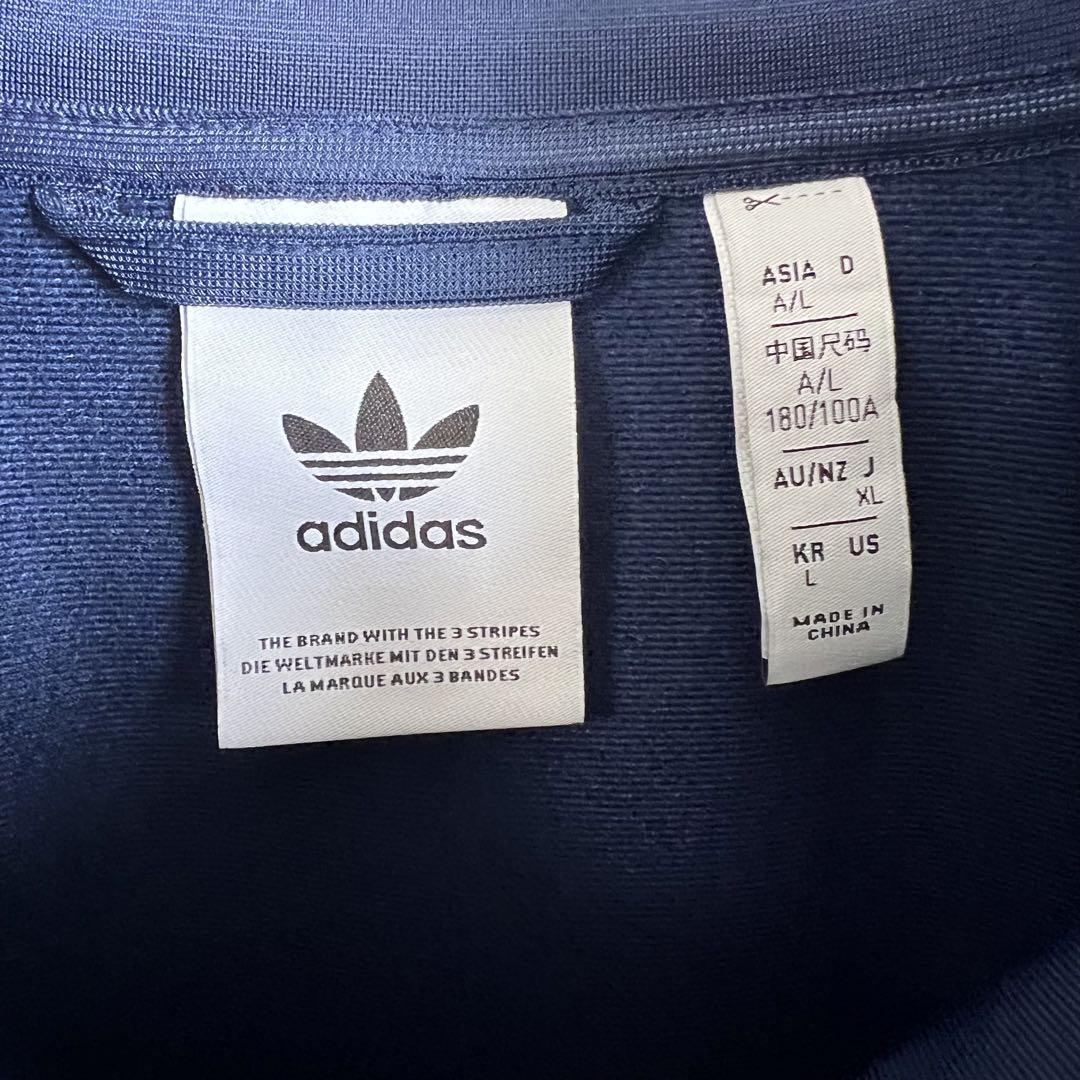 adidas
THE BRAND WITH THE 3 STRIPES
DIE WELTMARKE MIT DEN 3 STREIFEN
LA MARQUE AUX 3 BANDES
ASIA D
A/L
中国尺码
A/L
180/100A
AU/NZ J
XL
KR US
L
MADE IN
CHINA